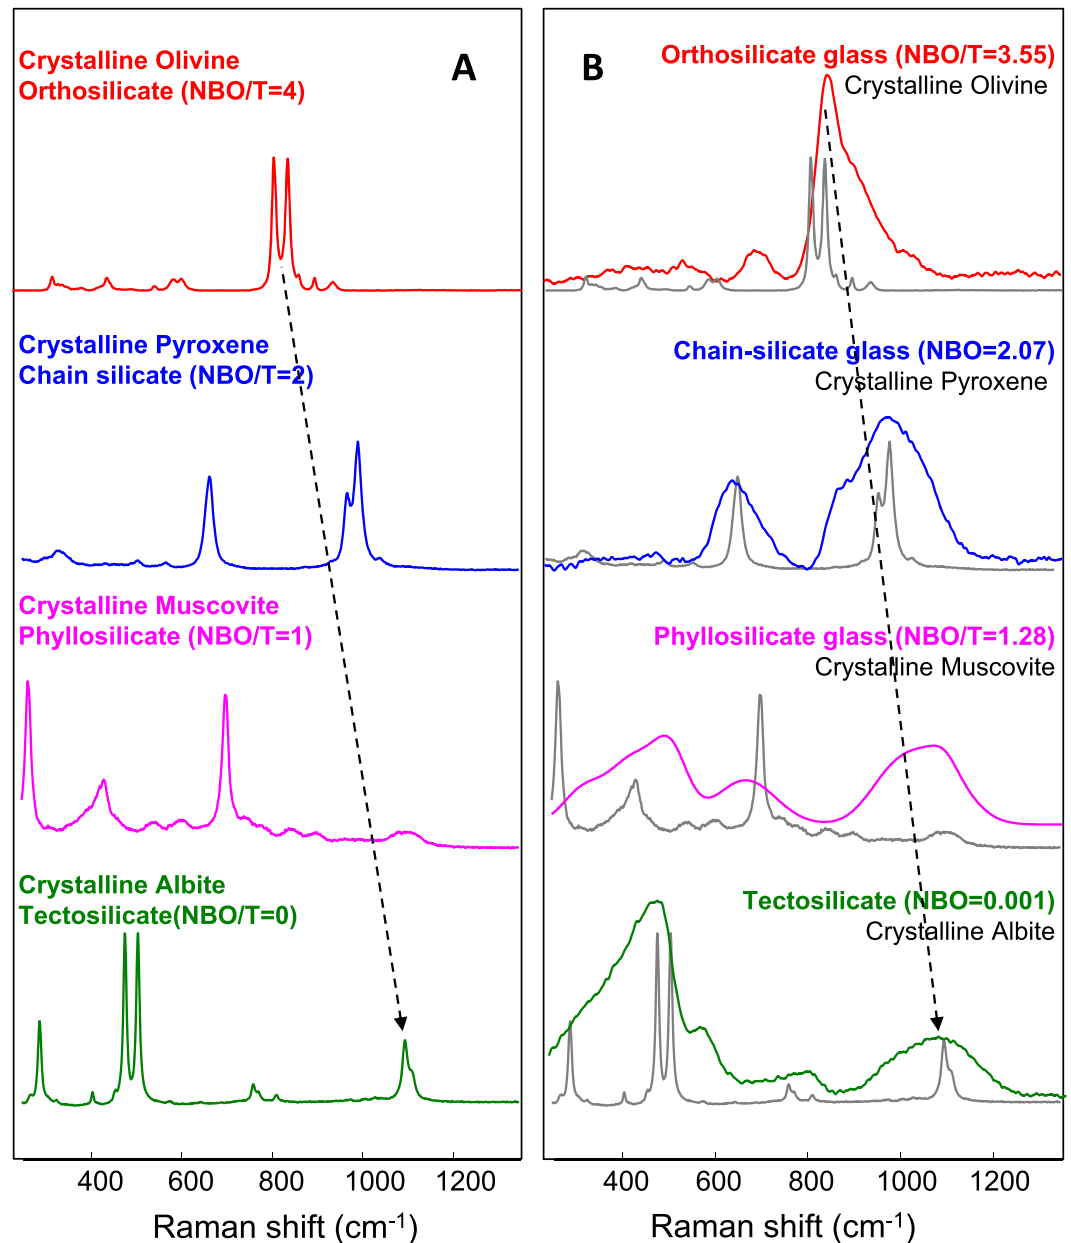 A
Crystalline Olivine
Orthosilicate (NBO/T=4)
Crystalline Pyroxene
Chain silicate (NBO/T=2)
Crystalline Muscovite
Phyllosilicate (NBO/T=1)
Crystalline Albite
Tectosilicate(NBO/T=0)
400 600 800 1000 1200
Raman shift (cm-1)
B
Orthosilicate glass (NBO/T=3.55)
Crystalline Olivine
Chain-silicate glass (NBO=2.07)
Crystalline Pyroxene
Phyllosilicate glass (NBO/T=1.28)
Crystalline Muscovite
Tectosilicate (NBO=0.001)
Crystalline Albite
400 600 800 1000 1200
Raman shift (cm-1)